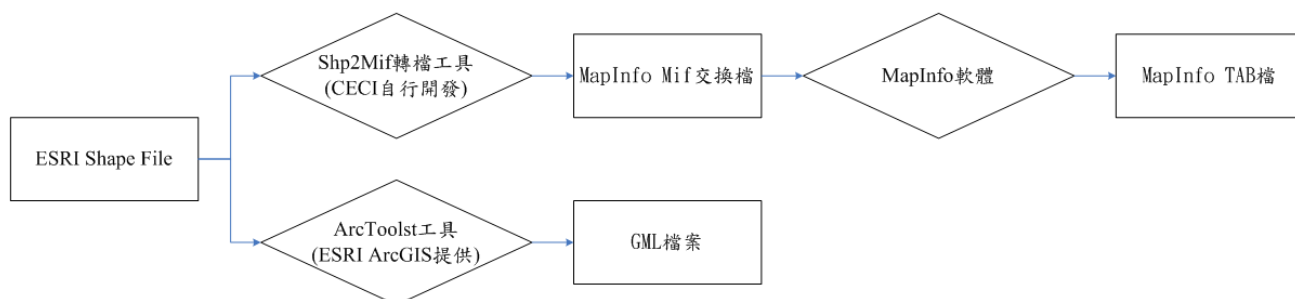 ESRI Shape File
Shp2Mif轉檔工具
(CECI自行開發)
MapInfo Mif交換檔
MapInfo軟體
MapInfo TAB檔
ArcToolst工具
(ESRI ArcGIS提供)
GML檔案